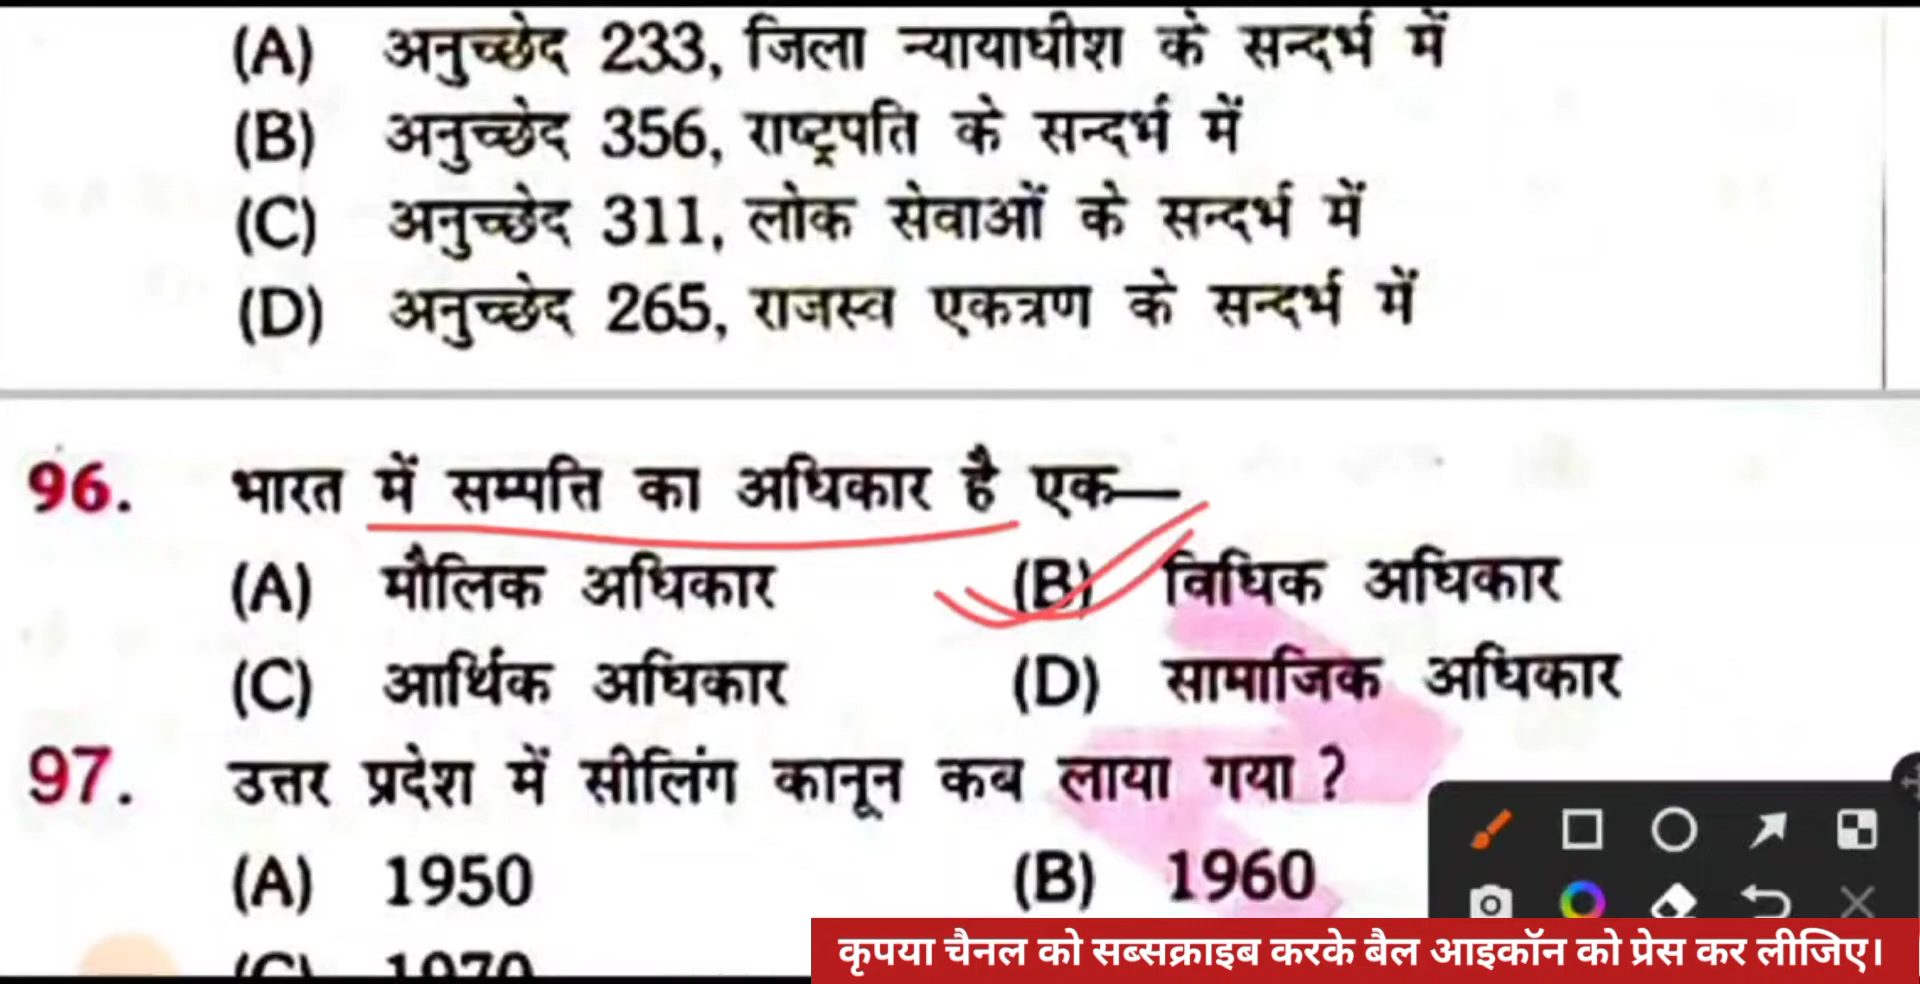 (A) अनुच्छेद 233, जिला न्यायाधीश के सन्दर्भ में
(B) अनुच्छेद 356, राष्ट्रपति के सन्दर्भ में
(C) अनुच्छेद 311, लोक सेवाओं के सन्दर्भ में
(D) अनुच्छेद 265, राजस्व एकत्रण के सन्दर्भ में
96. भारत में सम्पत्ति का अधिकार है एक—
(A) मौलिक अधिकार (B) विधिक अधिकार
(C) आर्थिक अधिकार (D) सामाजिक अधिकार
97. उत्तर प्रदेश में सीलिंग कानून कब लाया गया ?
(A) 1950 (B) 1960
(C) 1970
कृपया चैनल को सब्सक्राइब करके बैल आइकॉन को प्रेस कर लीजिए।